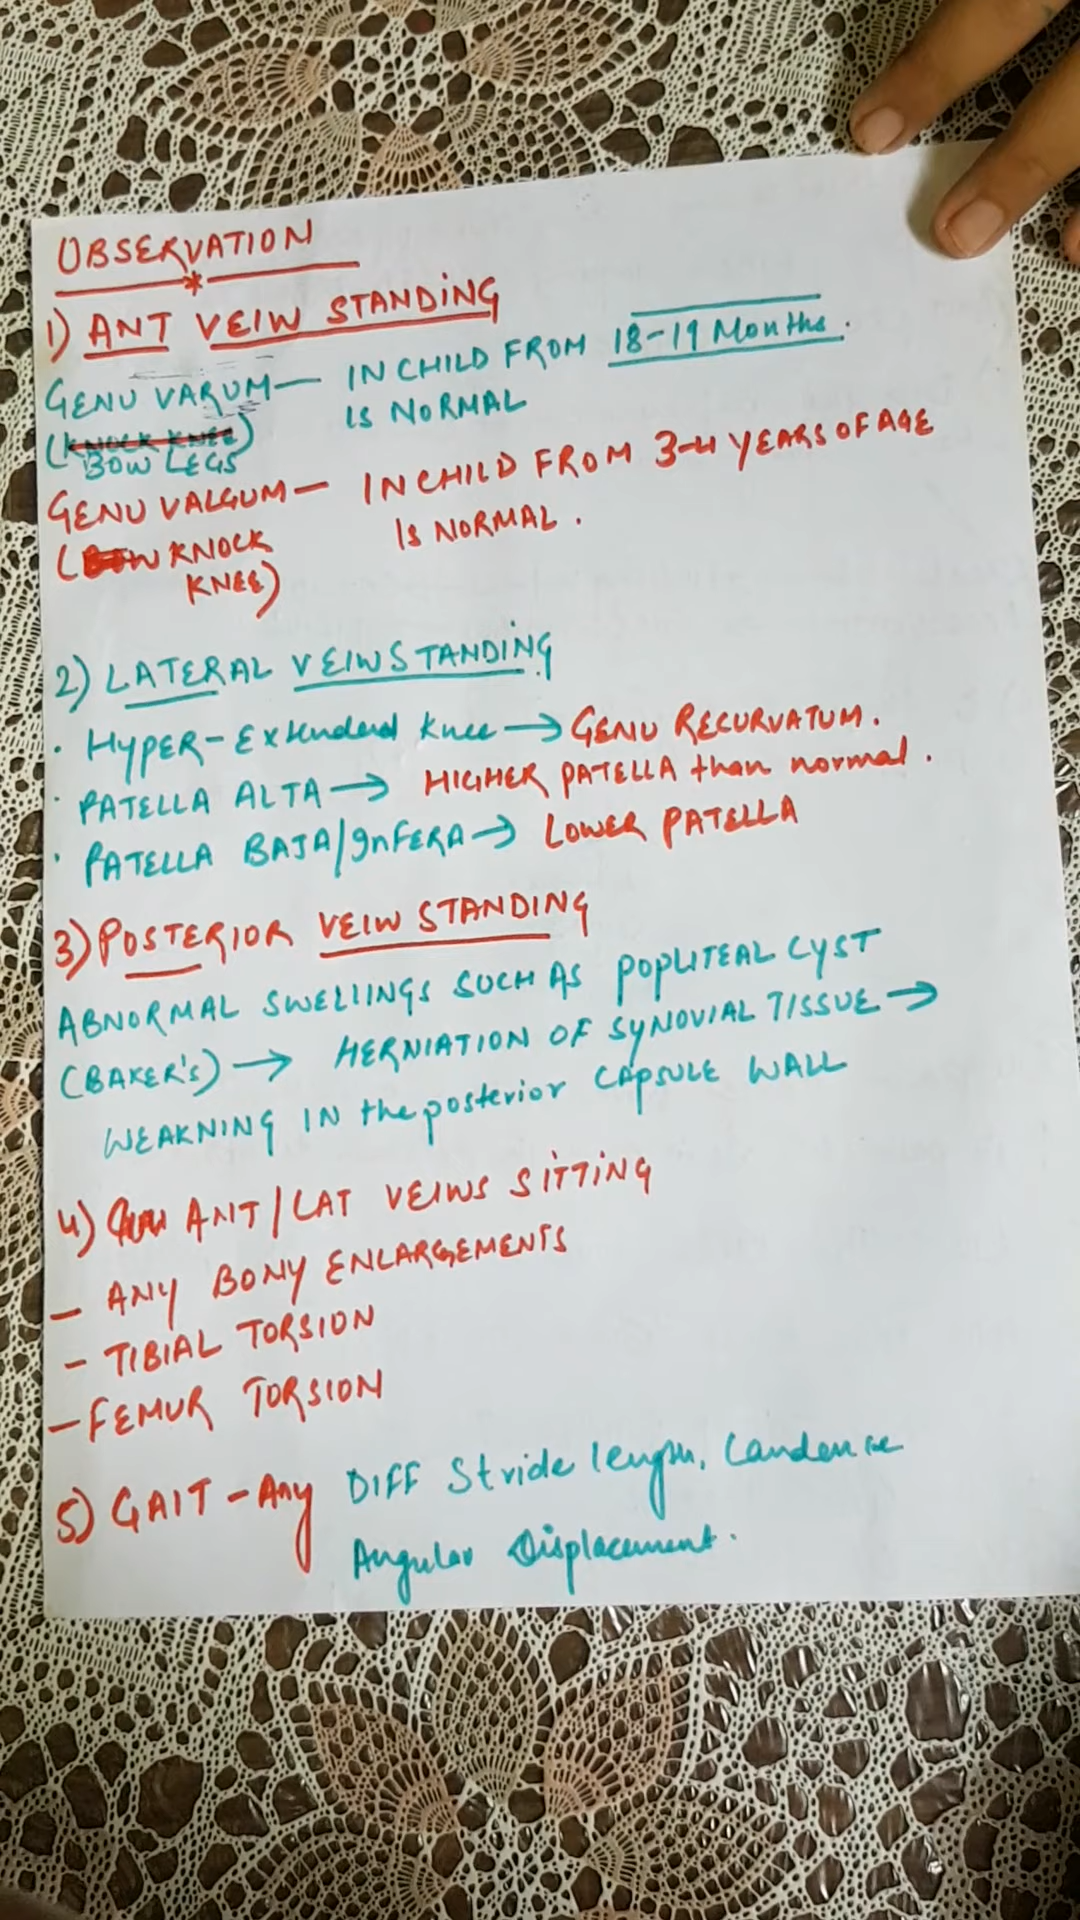 OBSERVATION
1) ANT VEIW STANDING
GENU VARUM — IN CHILD FROM 18-19 Months.
IS NORMAL
(KNOCK KNEE)
BOW LEGS
GENU VALGUM — IN CHILD FROM 3-4 YEARS OF AGE
IS NORMAL.
(BOW KNOCK
KNEE)
2) LATERAL VEIW STANDING
· HYPER-Extended knee → GENU RECURVATUM.
· PATELLA ALTA → HIGHER PATELLA than normal.
· PATELLA BAJA/InFERA → LOWER PATELLA
3) POSTERIOR VEIW STANDING
ABNORMAL SWELLINGS SUCH AS POPLITEAL CYST
(BAKER'S) → HERNIATION OF SYNOVIAL TISSUE →
WEAKNING IN the posterior CAPSULE WALL
4) ANT/LAT VEIWS SITTING
- ANY BONY ENLARGEMENTS
- TIBIAL TORSION
- FEMUR TORSION
5) GAIT - Any DIFF Stride length, Candence
Angular Displacement.